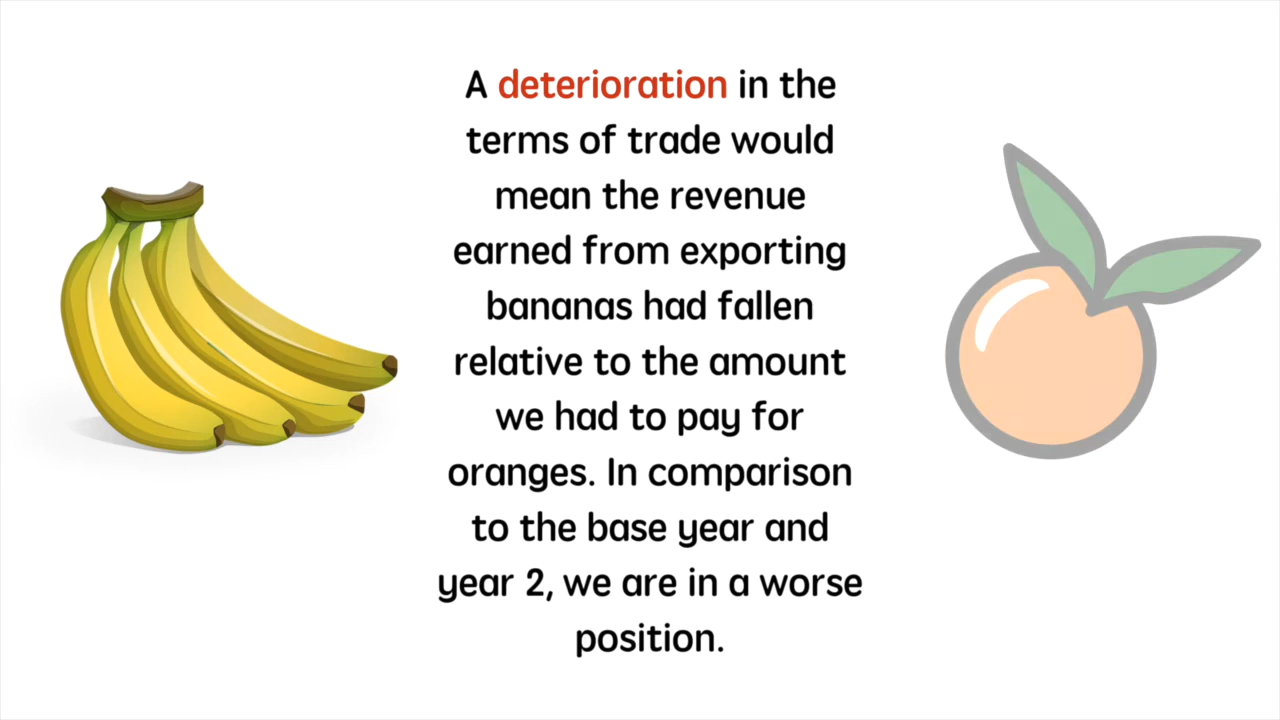 A deterioration in the
terms of trade would
mean the revenue
earned from exporting
bananas had fallen
relative to the amount
we had to pay for
oranges. In comparison
to the base year and
year 2, we are in a worse
position.